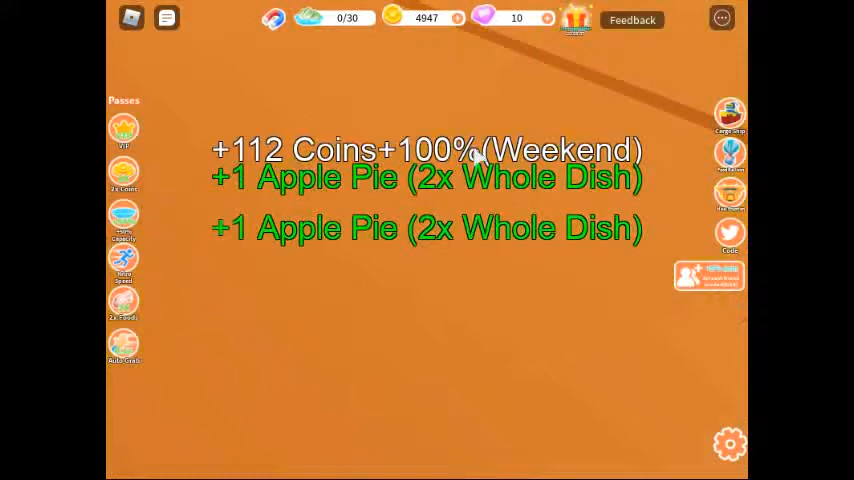 0/30
4947
10
Feedback
Passes
VIP
2x Coins
+50%
Capacity
Speed
2x Foods
Auto Grab
Cargo Ship
Code
+112 Coins+100%(Weekend)
+1 Apple Pie (2x Whole Dish)
+1 Apple Pie (2x Whole Dish)